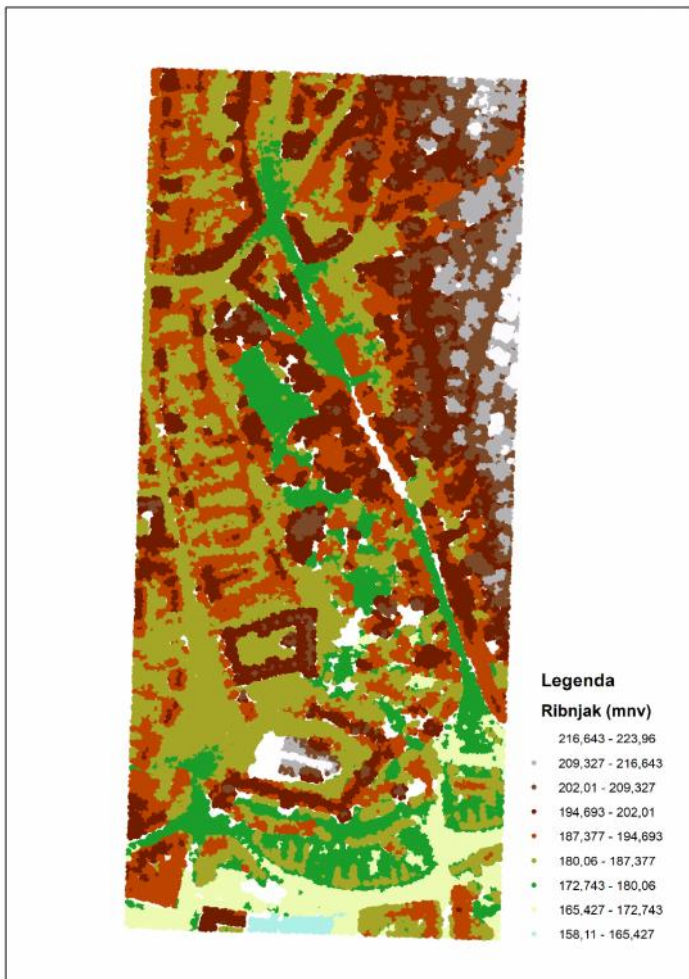 Legenda
Ribnjak (mnv)
216,643 - 223,96
209,327 - 216,643
202,01 - 209,327
194,693 - 202,01
187,377 - 194,693
180,06 - 187,377
172,743 - 180,06
165,427 - 172,743
158,11 - 165,427